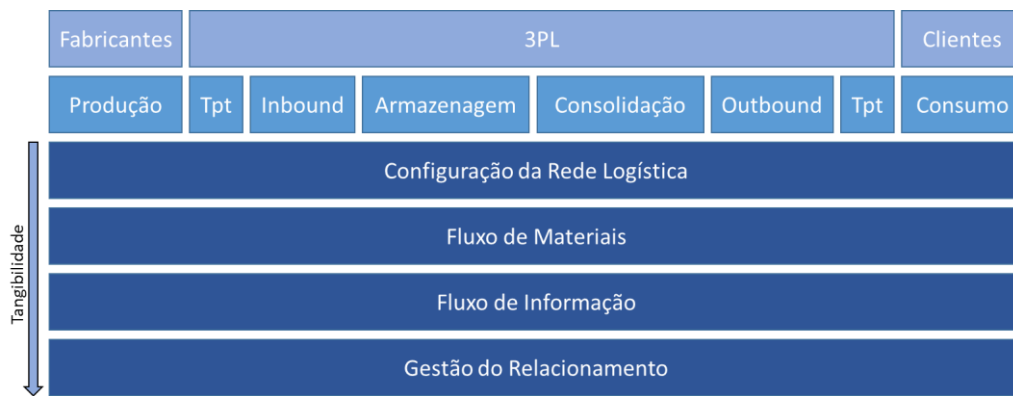 Fabricantes
3PL
Clientes
Produção
Tpt
Inbound
Armazenagem
Consolidação
Outbound
Tpt
Consumo
Tangibilidade
Configuração da Rede Logística
Fluxo de Materiais
Fluxo de Informação
Gestão do Relacionamento